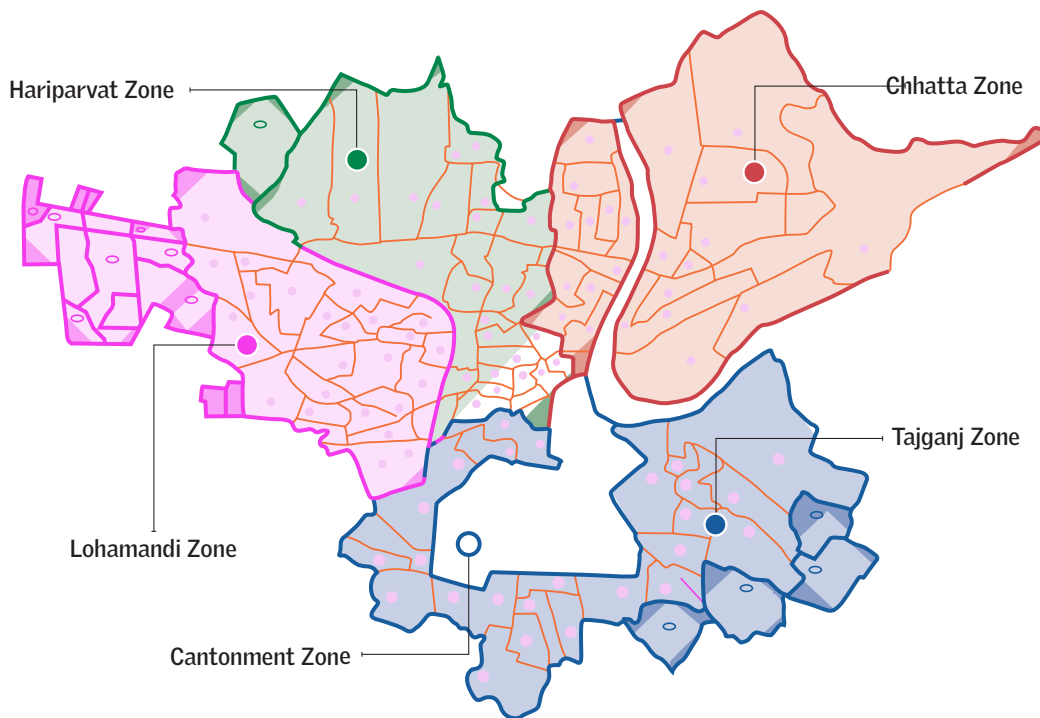 Hariparvat Zone
Chhatta Zone
Tajganj Zone
Lohamandi Zone
Cantonment Zone